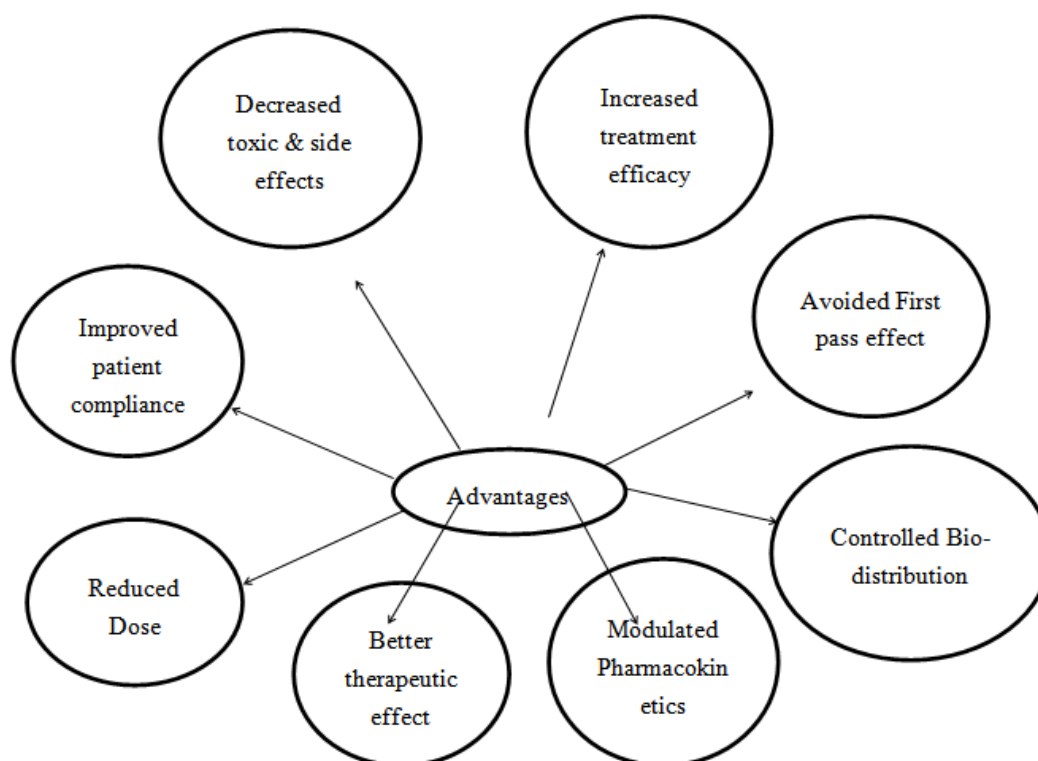 Decreased
toxic & side
effects
Increased
treatment
efficacy
Avoided First
pass effect
Improved
patient
compliance
Advantages
Controlled Bio-
distribution
Reduced
Dose
Better
therapeutic
effect
Modulated
Pharmacokin
etics